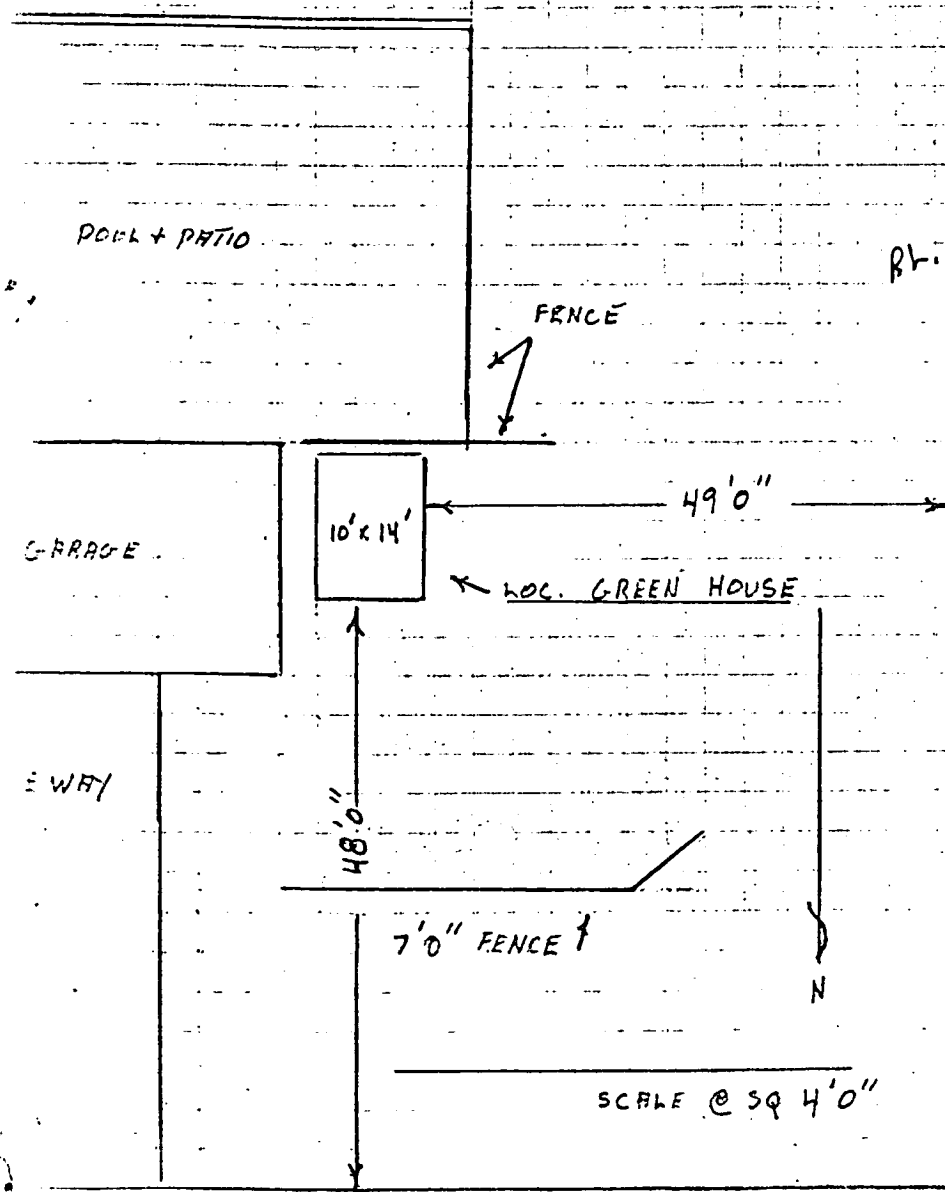 POOL + PATIO
FENCE
49'0"
10' x 14'
GARAGE
LOC. GREEN HOUSE
E WAY
48'0"
7'0" FENCE
N
SCALE @ SQ 4'0"